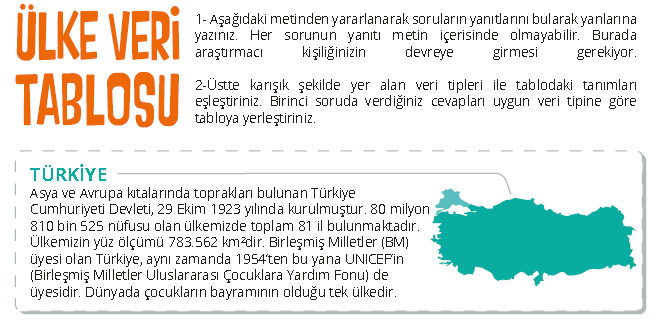 ÜLKE VERİ
TABLOSU
1- Aşağıdaki metinden yararlanarak soruların yanıtlarını bularak yanlarına
yazınız. Her sorunun yanıtı metin içerisinde olmayabilir. Burada
araştırmacı kişiliğinizin devreye girmesi gerekiyor.
2-Üstte karışık şekilde yer alan veri tipleri ile tablodaki tanımları
eşleştiriniz. Birinci soruda verdiğiniz cevapları uygun veri tipine göre
tabloya yerleştiriniz.
TÜRKİYE
Asya ve Avrupa kıtalarında toprakları bulunan Türkiye
Cumhuriyeti Devleti, 29 Ekim 1923 yılında kurulmuştur. 80 milyon
810 bin 525 nüfusu olan ülkemizde toplam 81 il bulunmaktadır.
Ülkemizin yüz ölçümü 783.562 km²dir. Birleşmiş Milletler (BM)
üyesi olan Türkiye, aynı zamanda 1954'ten bu yana UNICEF'in
(Birleşmiş Milletler Uluslararası Çocuklara Yardım Fonu) de
üyesidir. Dünyada çocukların bayramının olduğu tek ülkedir.